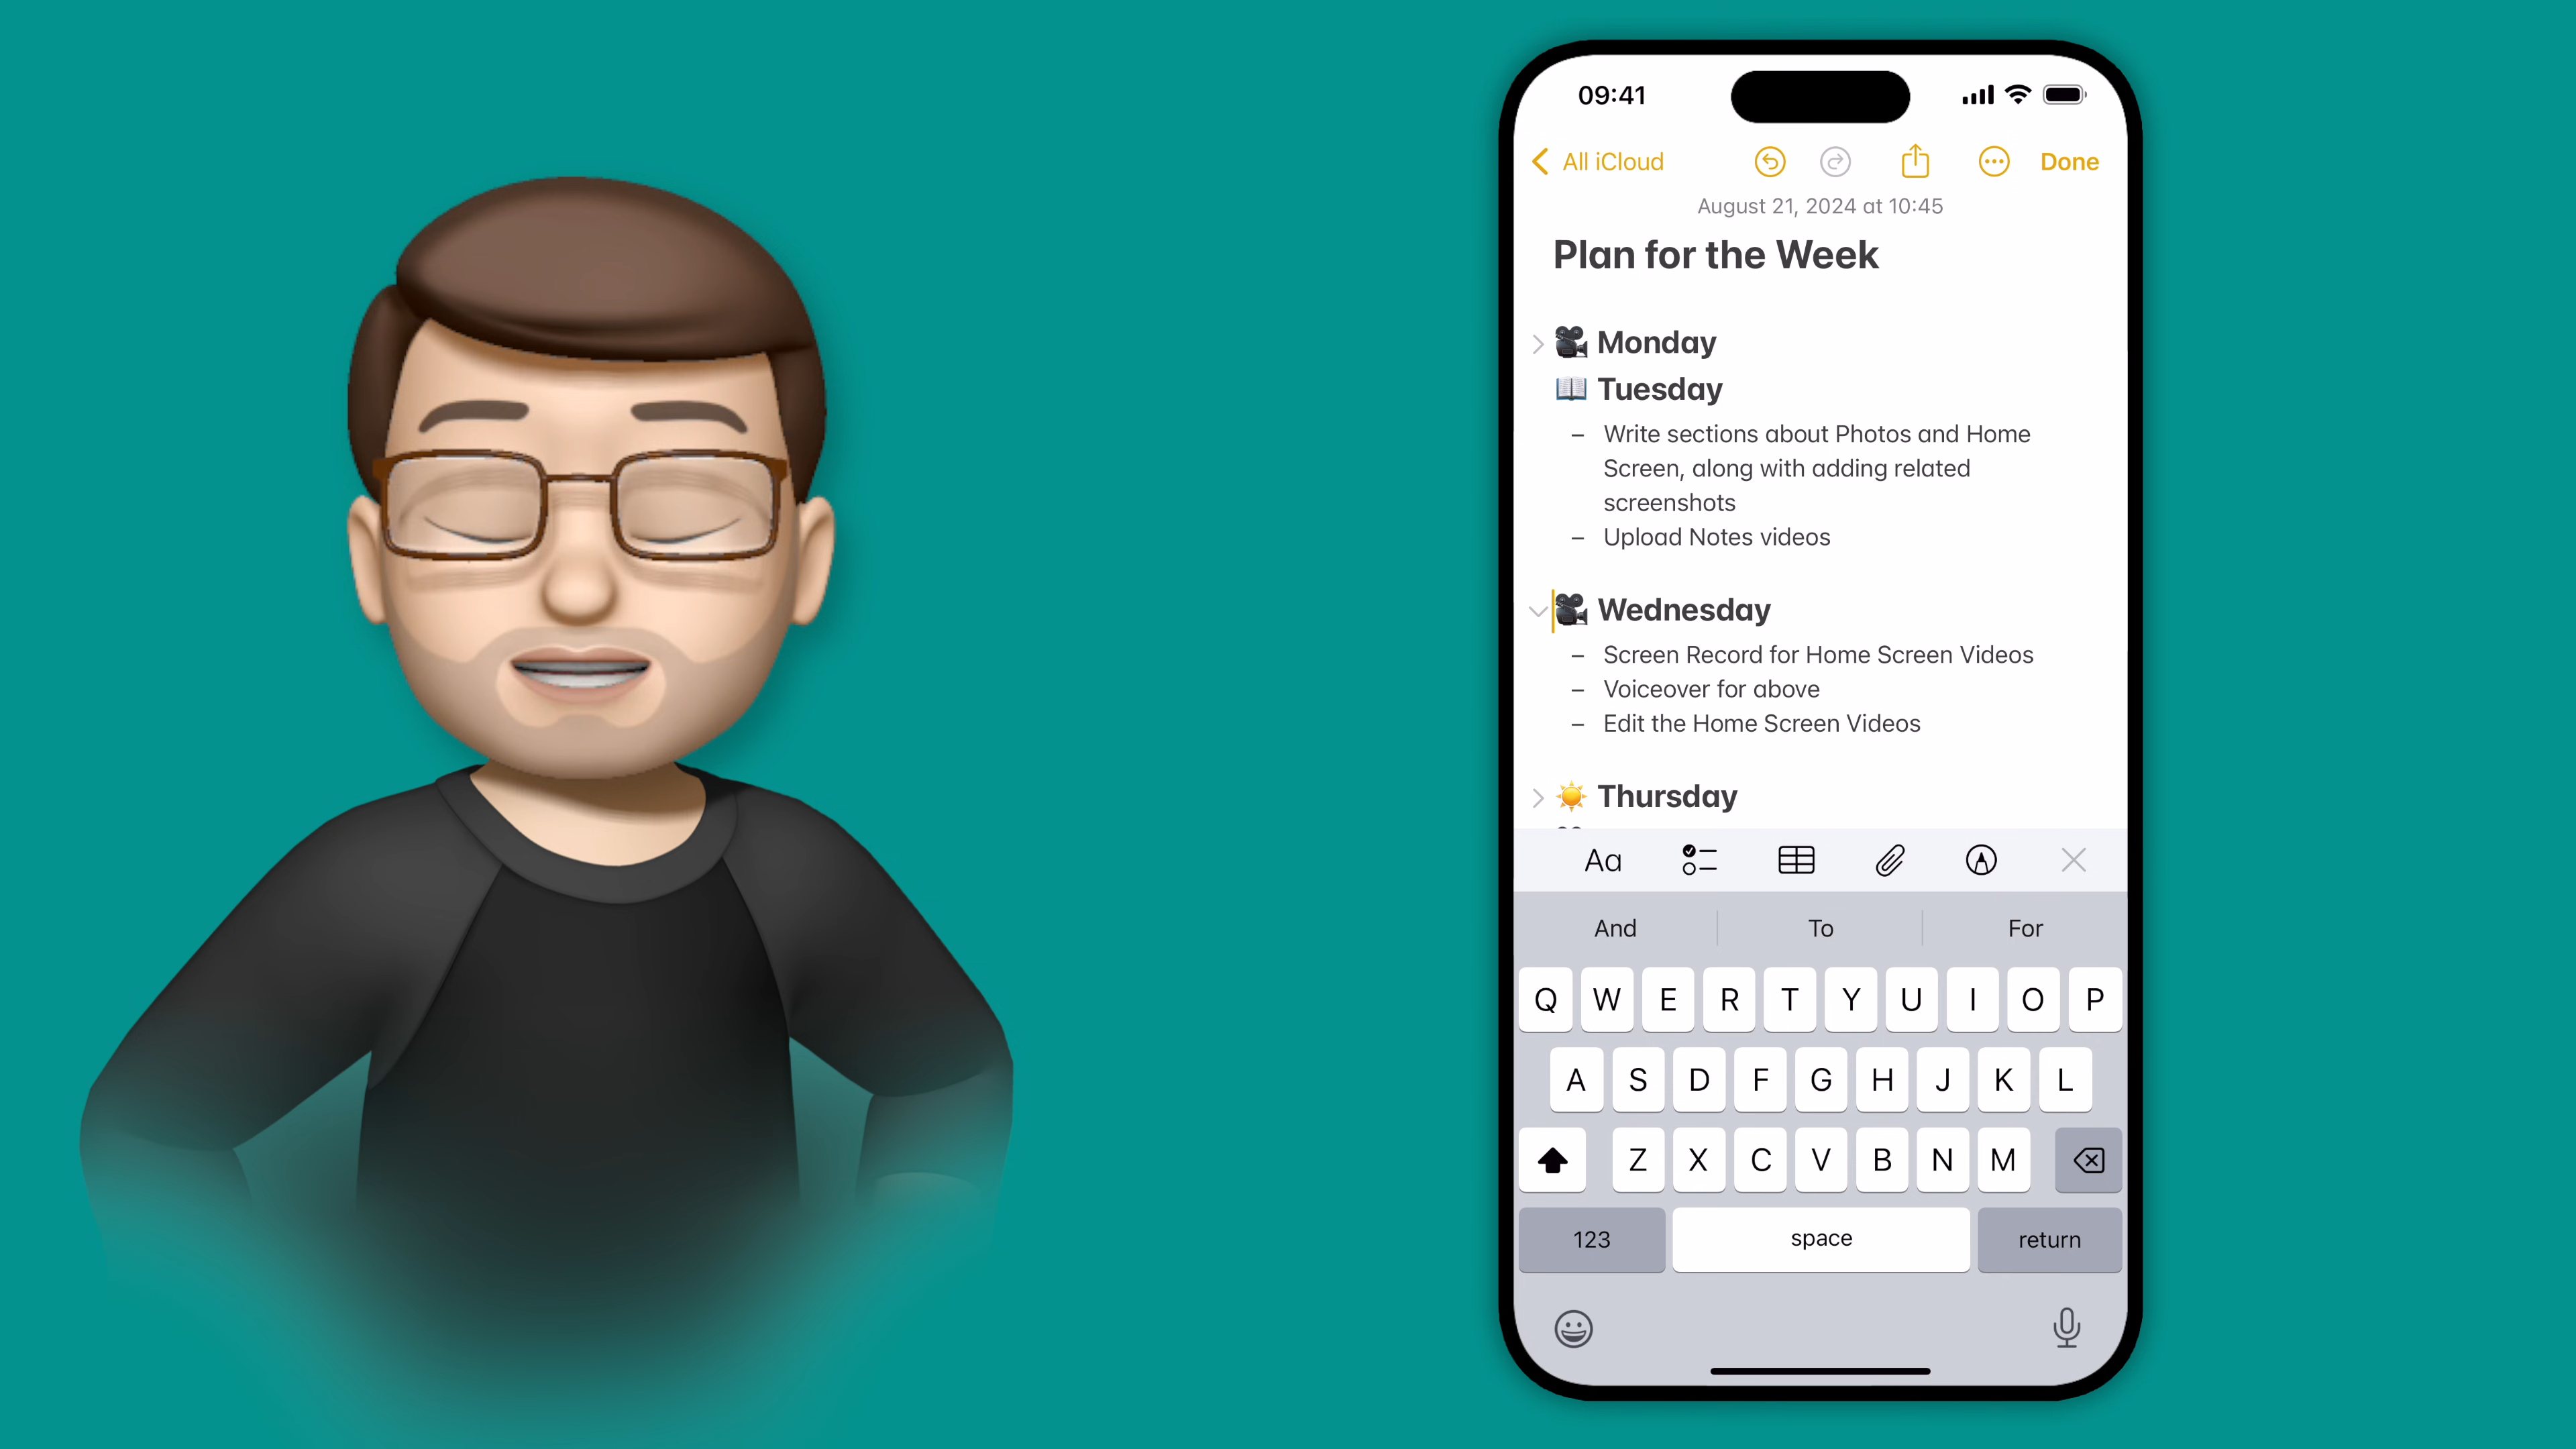 09:41
All iCloud
Done
August 21, 2024 at 10:45
Plan for the Week
Monday
Tuesday
– Write sections about Photos and Home
Screen, along with adding related
screenshots
– Upload Notes videos
Wednesday
– Screen Record for Home Screen Videos
– Voiceover for above
– Edit the Home Screen Videos
Thursday
Aa
And To For
Q W E R T Y U I O P
A S D F G H J K L
Z X C V B N M
123 space return